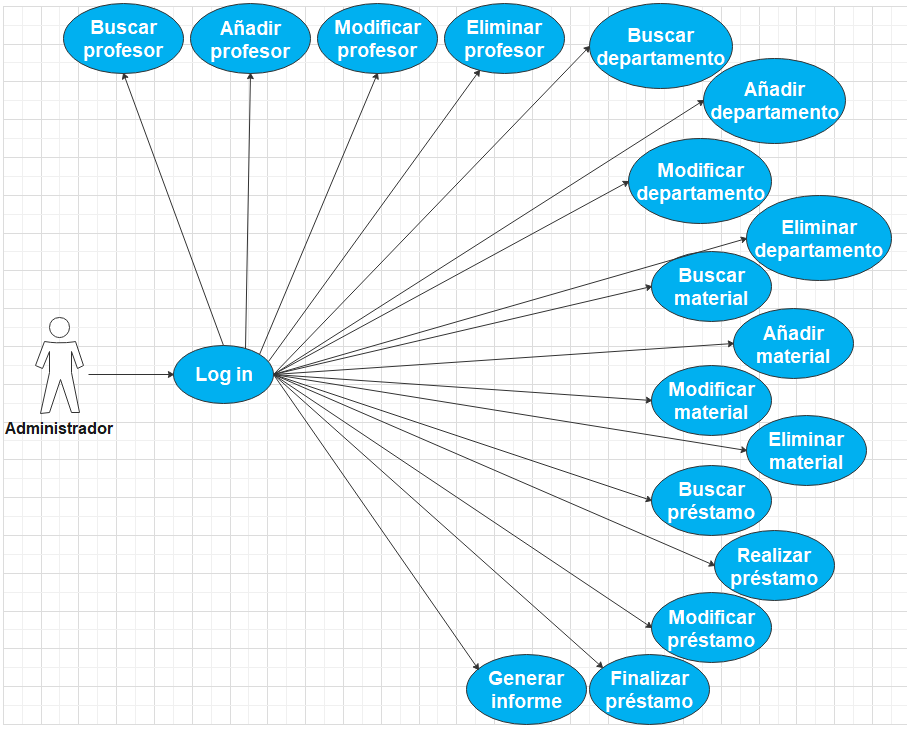 Buscar
profesor
Añadir
profesor
Modificar
profesor
Eliminar
profesor
Buscar
departamento
Añadir
departamento
Modificar
departamento
Eliminar
departamento
Buscar
material
Añadir
material
Log in
Modificar
material
Administrador
Eliminar
material
Buscar
préstamo
Realizar
préstamo
Modificar
préstamo
Generar
informe
Finalizar
préstamo